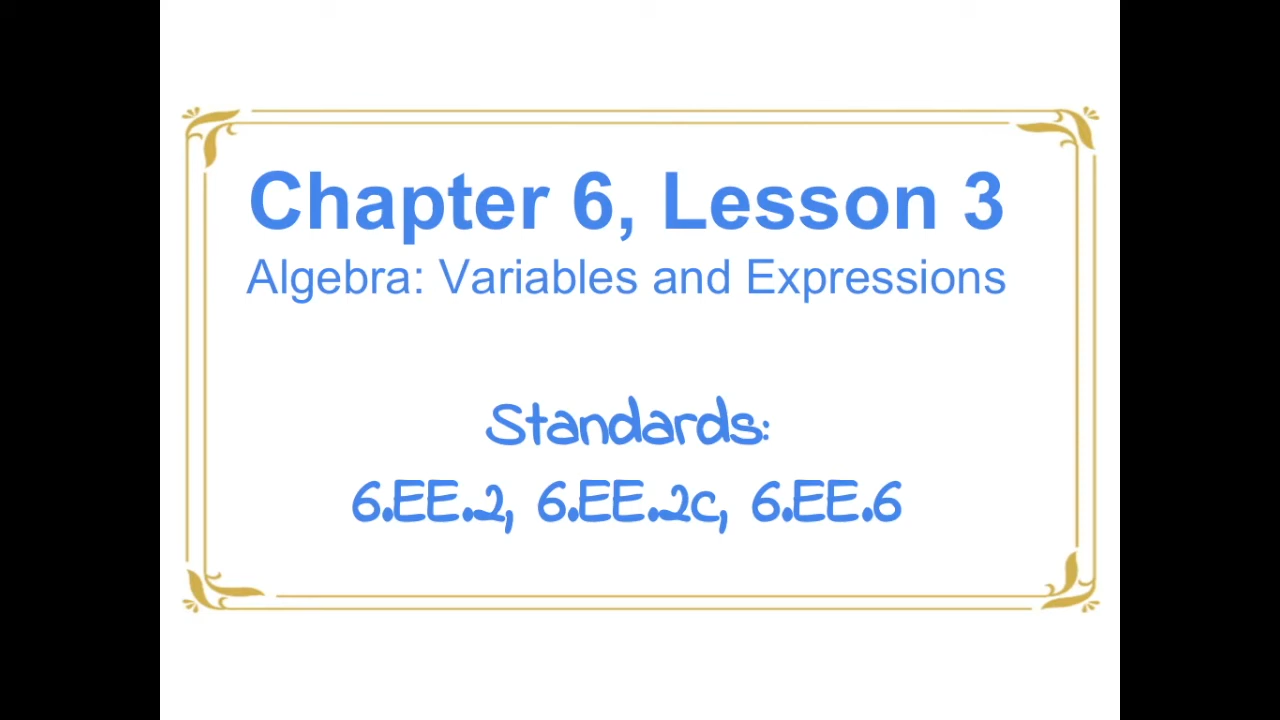 Chapter 6, Lesson 3
Algebra: Variables and Expressions
Standards:
6.EE.2, 6.EE.2c, 6.EE.6